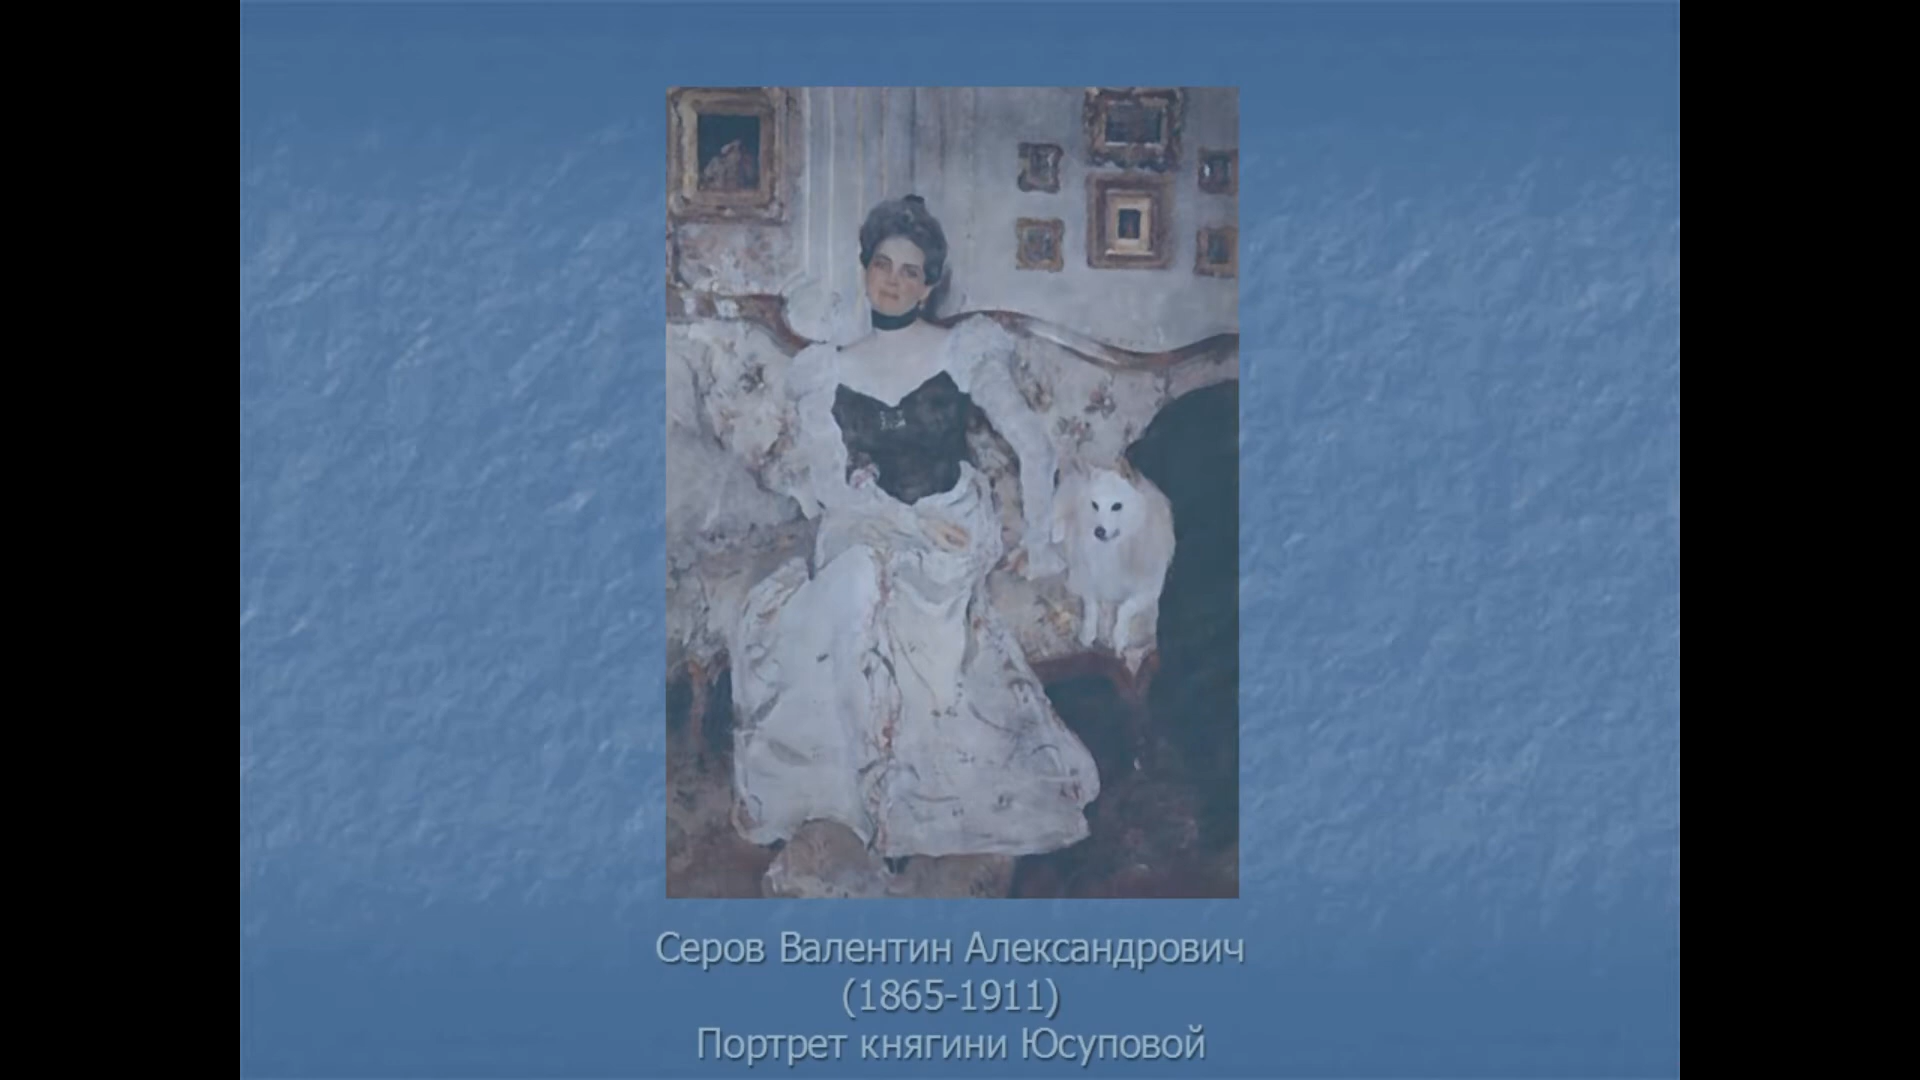 Серов Валентин Александрович
(1865-1911)
Портрет княгини Юсуповой